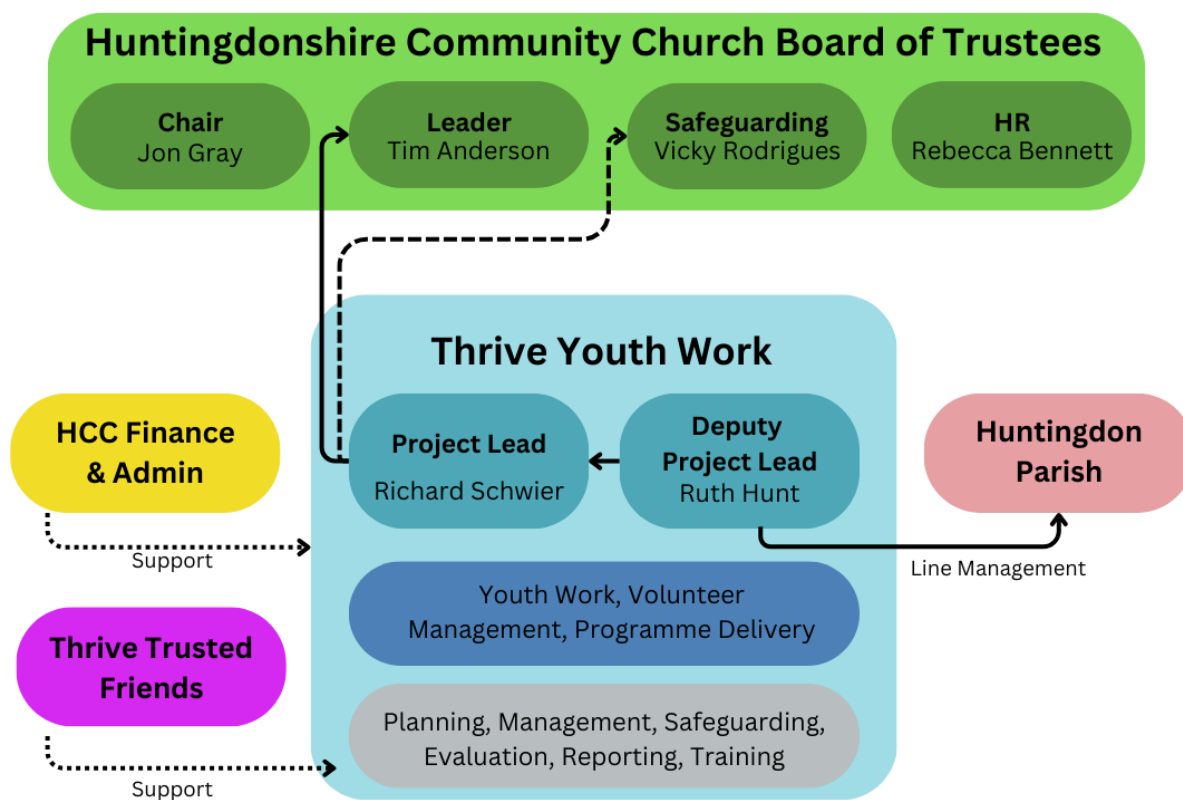 Huntingdonshire Community Church Board of Trustees
Chair
Jon Gray
Leader
Tim Anderson
Safeguarding
Vicky Rodrigues
HR
Rebecca Bennett
Thrive Youth Work
HCC Finance
& Admin
Project Lead
Richard Schwier
Deputy
Project Lead
Ruth Hunt
Huntingdon
Parish
Support
Line Management
Youth Work, Volunteer
Management, Programme Delivery
Thrive Trusted
Friends
Planning, Management, Safeguarding,
Evaluation, Reporting, Training
Support